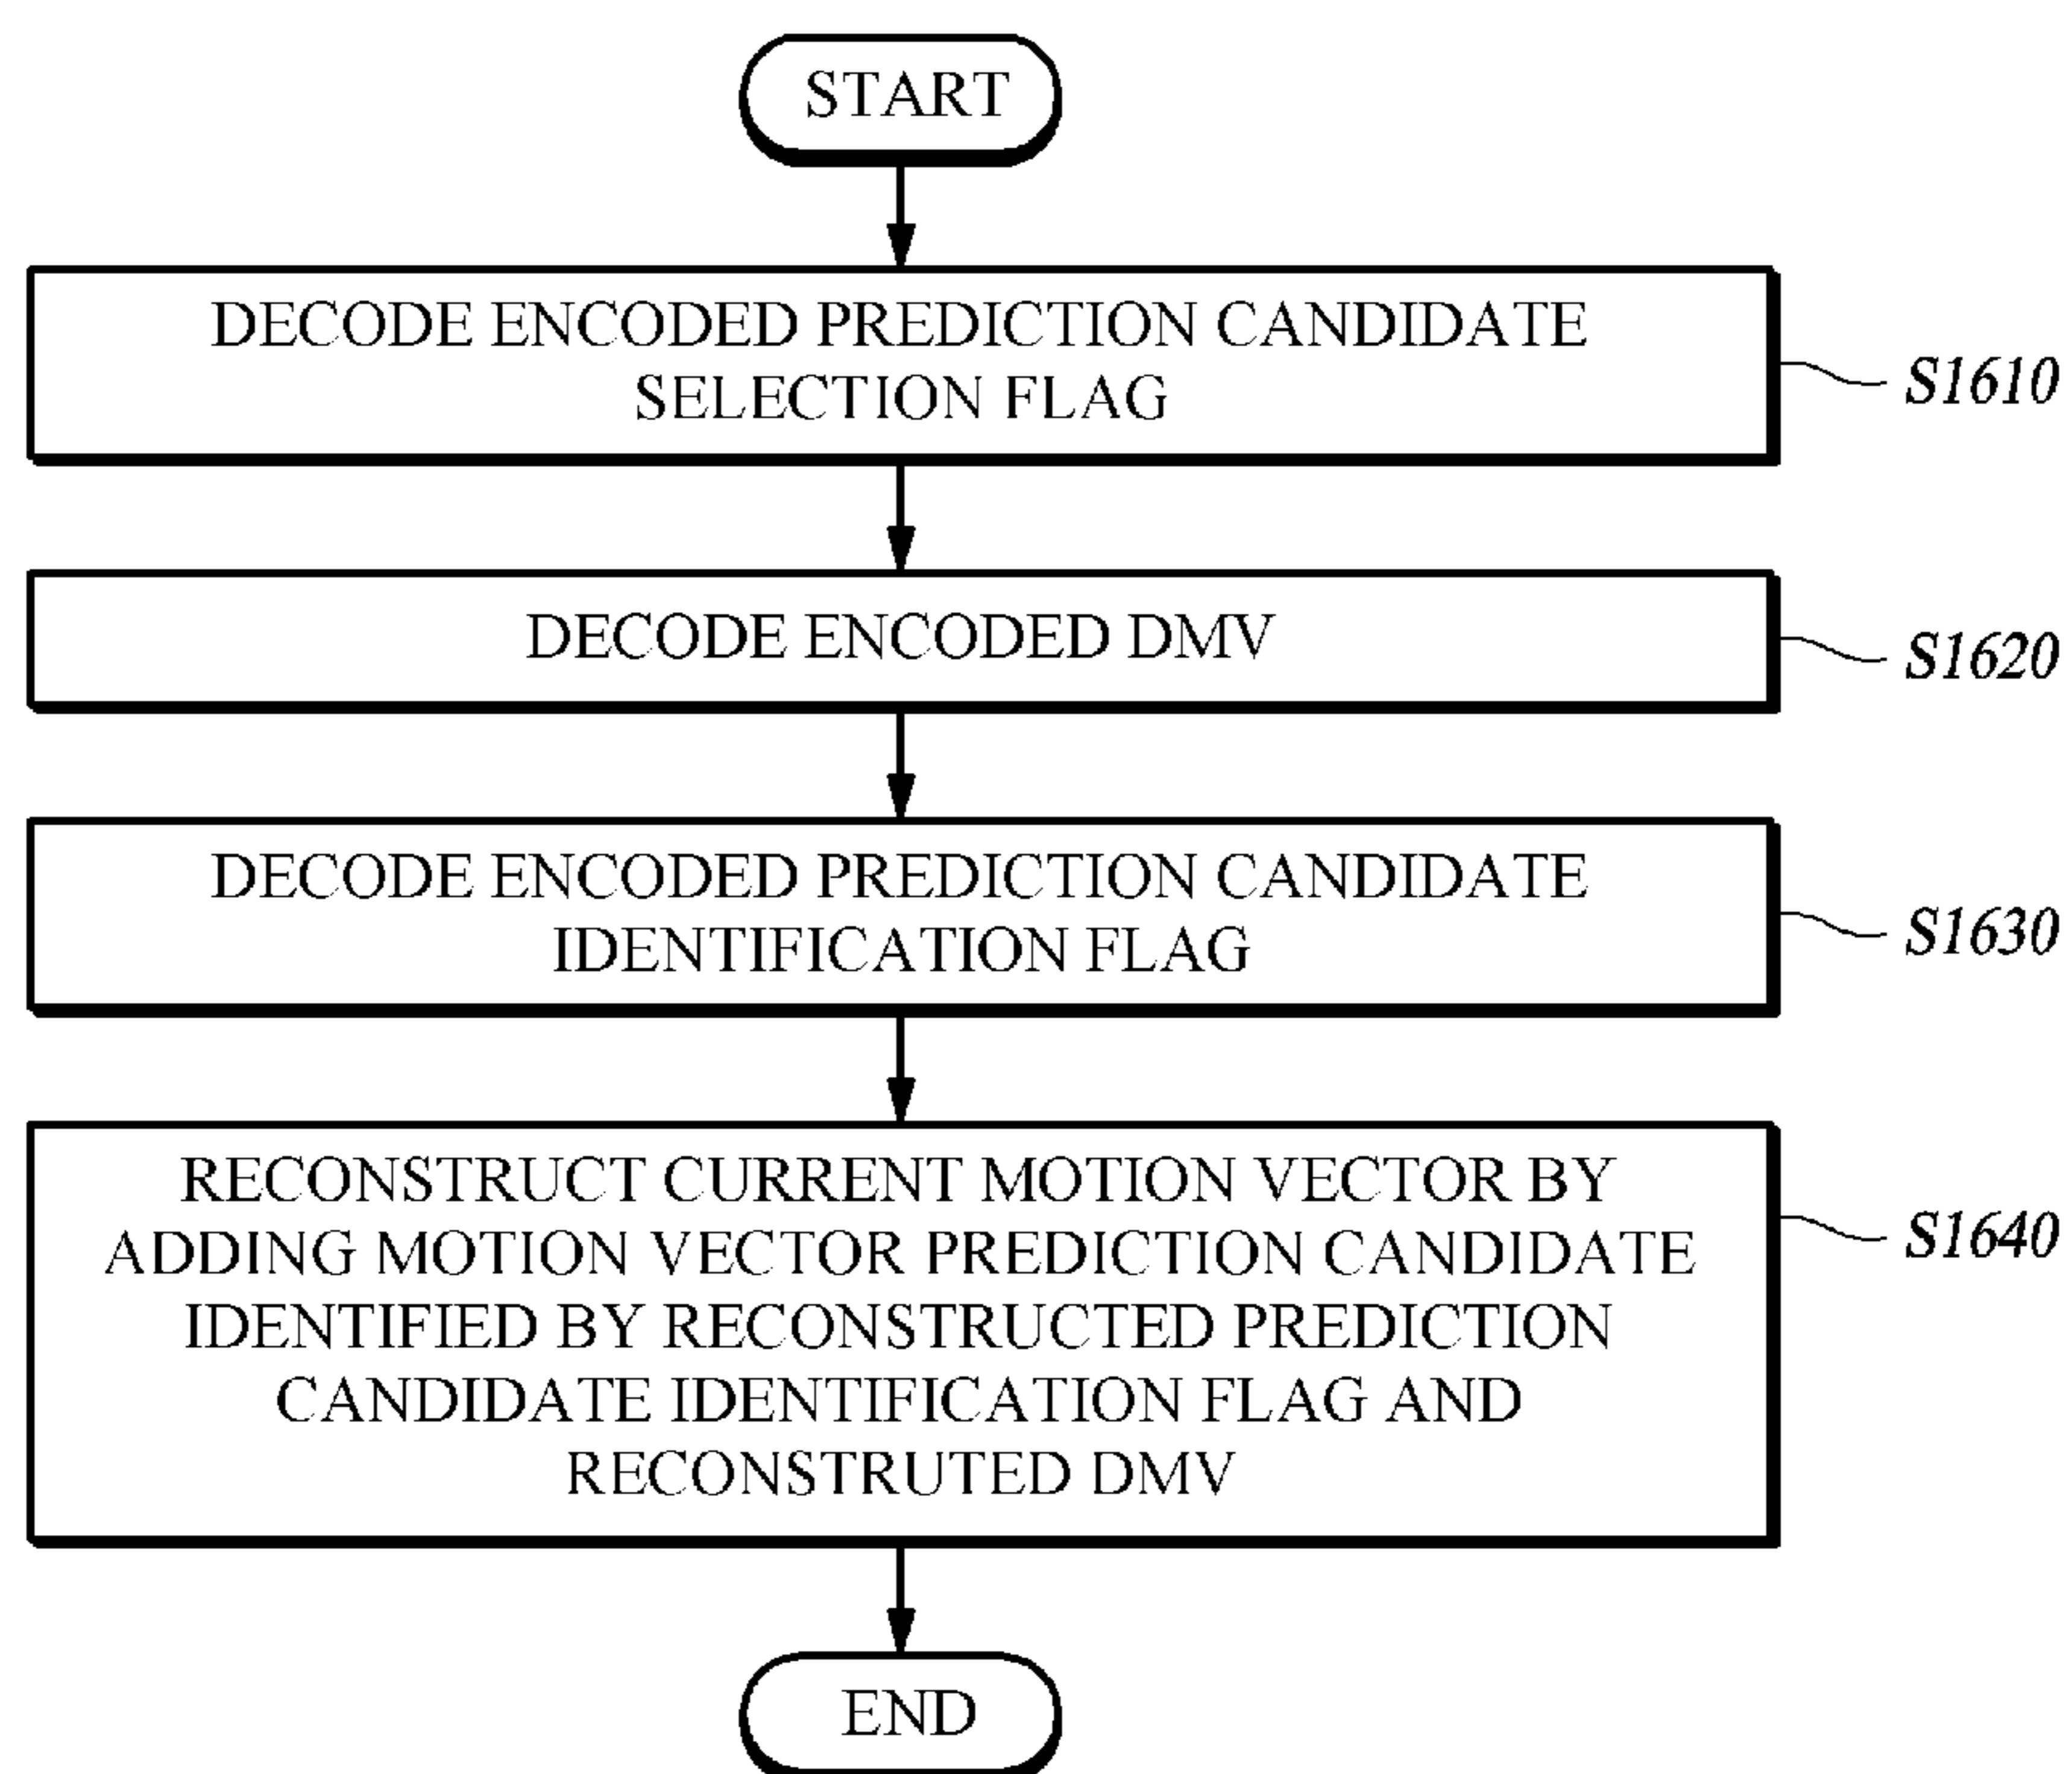 START
DECODE ENCODED PREDICTION CANDIDATE
SELECTION FLAG
S1610
DECODE ENCODED DMV
S1620
DECODE ENCODED PREDICTION CANDIDATE
IDENTIFICATION FLAG
S1630
RECONSTRUCT CURRENT MOTION VECTOR BY
ADDING MOTION VECTOR PREDICTION CANDIDATE
IDENTIFIED BY RECONSTRUCTED PREDICTION
CANDIDATE IDENTIFICATION FLAG AND
RECONSTRUTED DMV
S1640
END